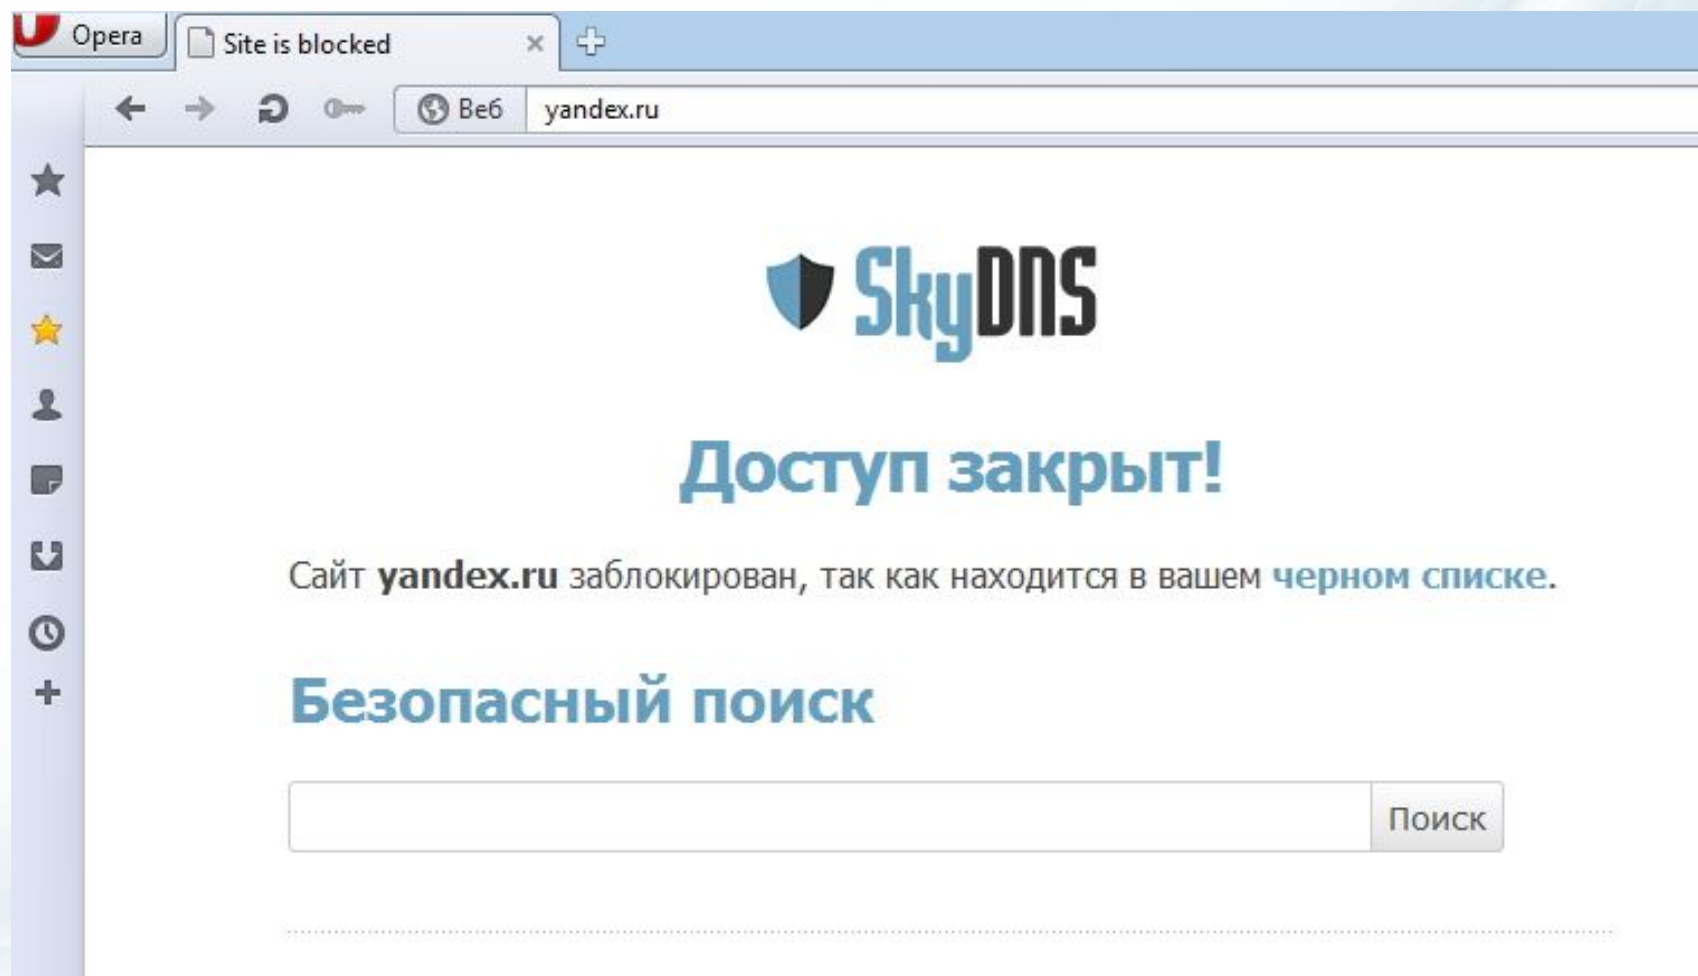 Opera
Site is blocked
Веб yandex.ru
SkyDNS
Доступ закрыт!
Сайт yandex.ru заблокирован, так как находится в вашем черном списке.
Безопасный поиск
Поиск